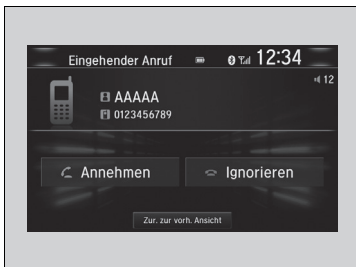 Eingehender Anruf 12:34
12
AAAAA
0123456789
Annehmen Ignorieren
Zur. zur vorh. Ansicht